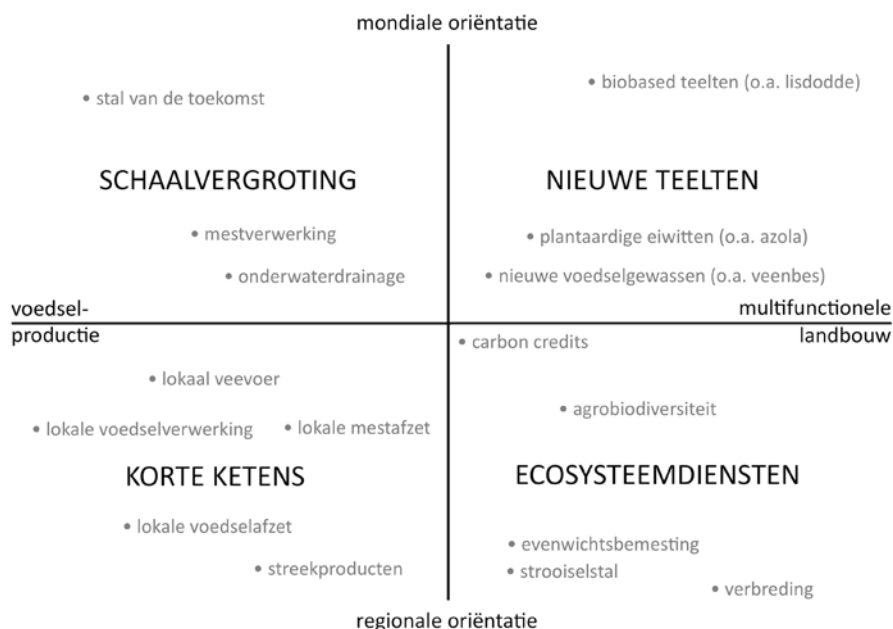 mondiale oriëntatie
• stal van de toekomst
• biobased teelten (o.a. lisdodde)
SCHAALVERGROTING
NIEUWE TEELTEN
• mestverwerking
• plantaardige eiwitten (o.a. azola)
• onderwaterdrainage
• nieuwe voedselgewassen (o.a. veenbes)
voedsel-
productie
multifunctionele
landbouw
• carbon credits
• lokaal veevoer
• agrobiodiversiteit
• lokale voedselverwerking
• lokale mestafzet
KORTE KETENS
ECOSYSTEEMDIENSTEN
• lokale voedselafzet
• evenwichtsbemesting
• streekproducten
• strooiselstal
• verbreding
regionale oriëntatie